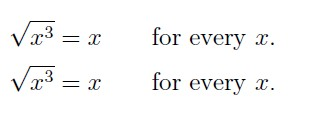 √x³ = x for every x.
√x³ = x for every x.